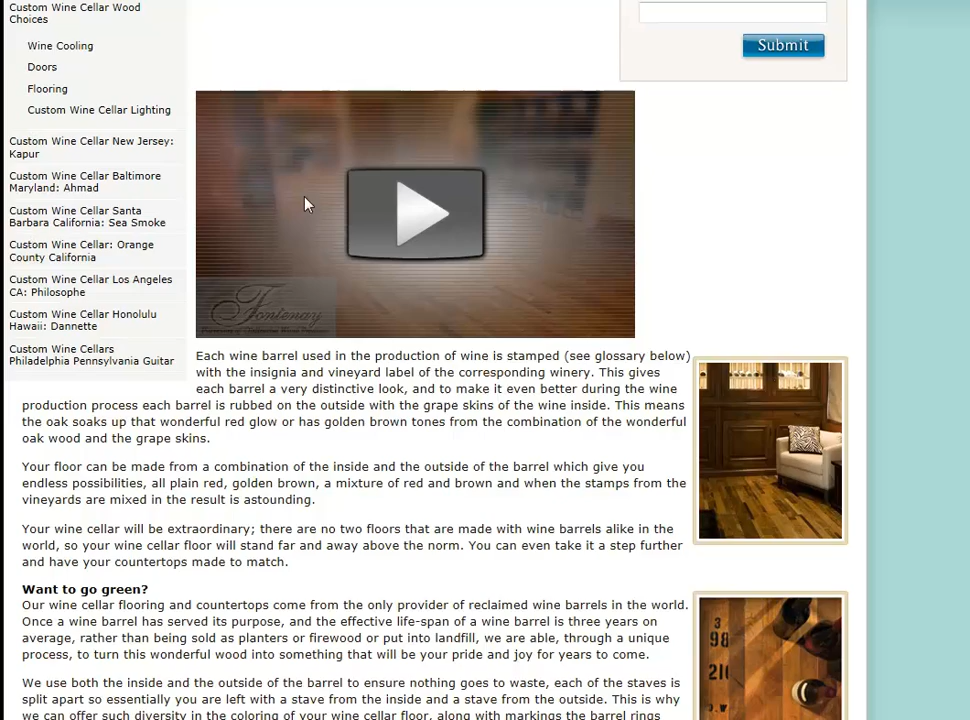 Custom Wine Cellar Wood
Choices
Wine Cooling
Doors
Flooring
Custom Wine Cellar Lighting
Custom Wine Cellar New Jersey:
Kapur
Custom Wine Cellar Baltimore
Maryland: Ahmad
Custom Wine Cellar Santa
Barbara California: Sea Smoke
Custom Wine Cellar: Orange
County California
Custom Wine Cellar Los Angeles
CA: Philosophe
Custom Wine Cellar Honolulu
Hawaii: Dannette
Custom Wine Cellars
Philadelphia Pennsylvania Guitar
Submit
Fontenay
Each wine barrel used in the production of wine is stamped (see glossary below)
with the insignia and vineyard label of the corresponding winery. This gives
each barrel a very distinctive look, and to make it even better during the wine
production process each barrel is rubbed on the outside with the grape skins of the wine inside. This means
the oak soaks up that wonderful red glow or has golden brown tones from the combination of the wonderful
oak wood and the grape skins.
Your floor can be made from a combination of the inside and the outside of the barrel which give you
endless possibilities, all plain red, golden brown, a mixture of red and brown and when the stamps from the
vineyards are mixed in the result is astounding.
Your wine cellar will be extraordinary; there are no two floors that are made with wine barrels alike in the
world, so your wine cellar floor will stand far and away above the norm. You can even take it a step further
and have your countertops made to match.
Want to go green?
Our wine cellar flooring and countertops come from the only provider of reclaimed wine barrels in the world.
Once a wine barrel has served its purpose, and the effective life-span of a wine barrel is three years on
average, rather than being sold as planters or firewood or put into landfill, we are able, through a unique
process, to turn this wonderful wood into something that will be your pride and joy for years to come.
We use both the inside and the outside of the barrel to ensure nothing goes to waste, each of the staves is
split apart so essentially you are left with a stave from the inside and a stave from the outside. This is why
we can offer such diversity in the coloring of your wine cellar floor, along with markings the barrel rings
3
98
210